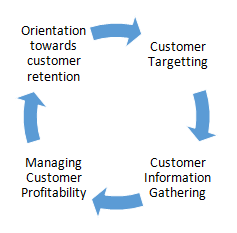 Orientation
towards
customer
retention
Customer
Targetting
Customer
Information
Gathering
Managing
Customer
Profitability